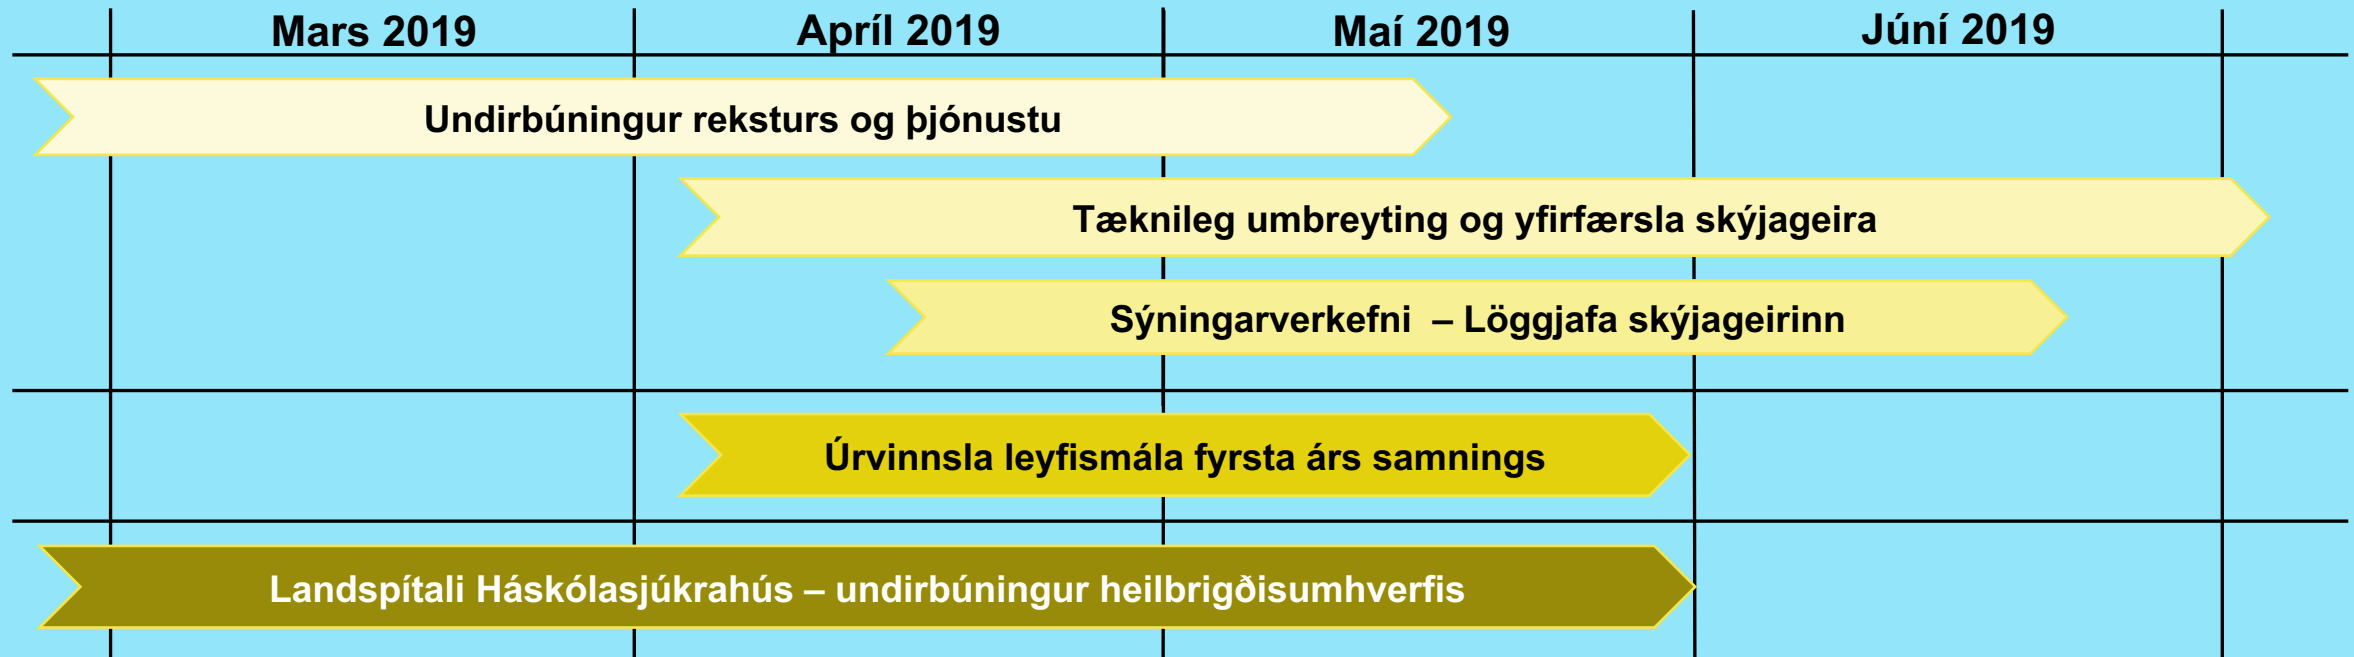 Mars 2019
Apríl 2019
Maí 2019
Júní 2019
Undirbúningur reksturs og þjónustu
Tæknileg umbreyting og yfirfærsla skýjageira
Sýningarverkefni – Löggjafa skýjageirinn
Úrvinnsla leyfismála fyrsta árs samnings
Landspítali Háskólasjúkrahús – undirbúningur heilbrigðisumhverfis